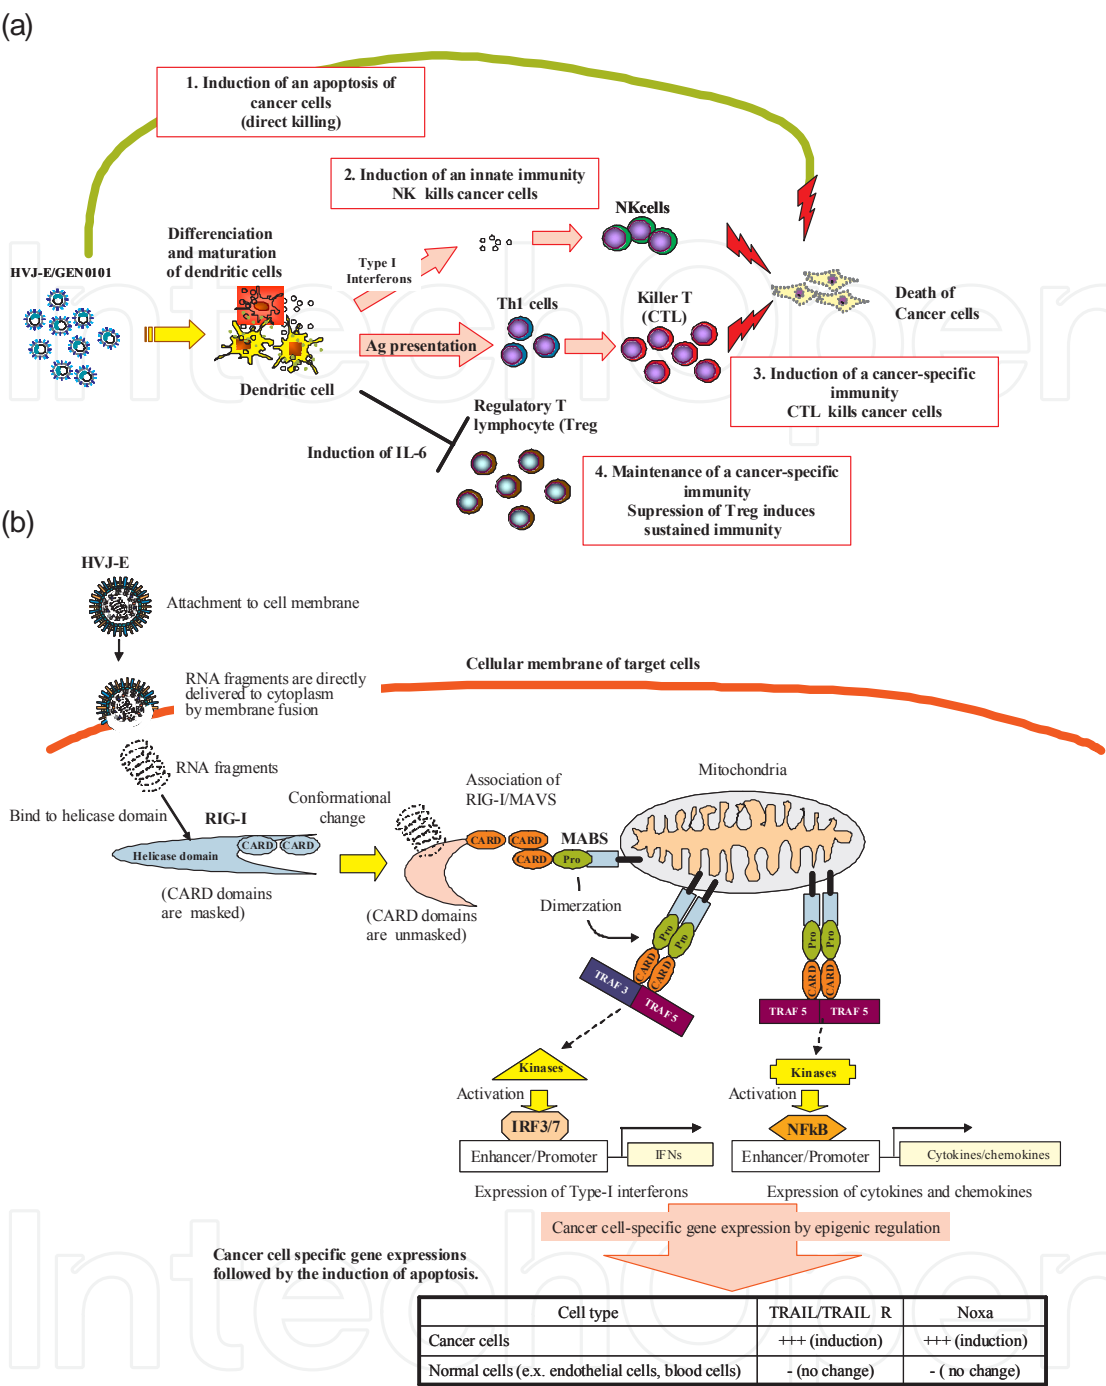 (a)
1. Induction of an apoptosis of
cancer cells
(direct killing)
2. Induction of an innate immunity
NK kills cancer cells
NKcells
Differenciation
and maturation
of dendritic cells
HVJ-E/GEN0101
Type I
Interferons
Th1 cells
Killer T
(CTL)
Death of
Cancer cells
Ag presentation
Dendritic cell
3. Induction of a cancer-specific
immunity
CTL kills cancer cells
Regulatory T
lymphocyte (Treg
Induction of IL-6
4. Maintenance of a cancer-specific
immunity
Supression of Treg induces
sustained immunity
(b)
HVJ-E
Attachment to cell membrane
Cellular membrane of target cells
RNA fragments are directly
delivered to cytoplasm
by membrane fusion
RNA fragments
Bind to helicase domain
RIG-I
Helicase domain
CARD
CARD
(CARD domains
are masked)
Conformational
change
(CARD domains
are unmasked)
Association of
RIG-I/MAVS
CARD
CARD
CARD
Pro
MABS
Mitochondria
Dimerzation
Pro
Pro
CARD
CARD
TRAF 3
TRAF 5
Pro
Pro
CARD
CARD
TRAF 5
TRAF 5
Kinases
Activation
IRF3/7
Enhancer/Promoter
IFNs
Expression of Type-I interferons
Kinases
Activation
NFkB
Enhancer/Promoter
Cytokines/chemokines
Expression of cytokines and chemokines
Cancer cell-specific gene expression by epigenic regulation
Cancer cell specific gene expressions
followed by the induction of apoptosis.
Cell type TRAIL/TRAIL R Noxa
Cancer cells +++ (induction) +++ (induction)
Normal cells (e.x. endothelial cells, blood cells) - (no change) - ( no change)
IntechOpen
IntechOpen